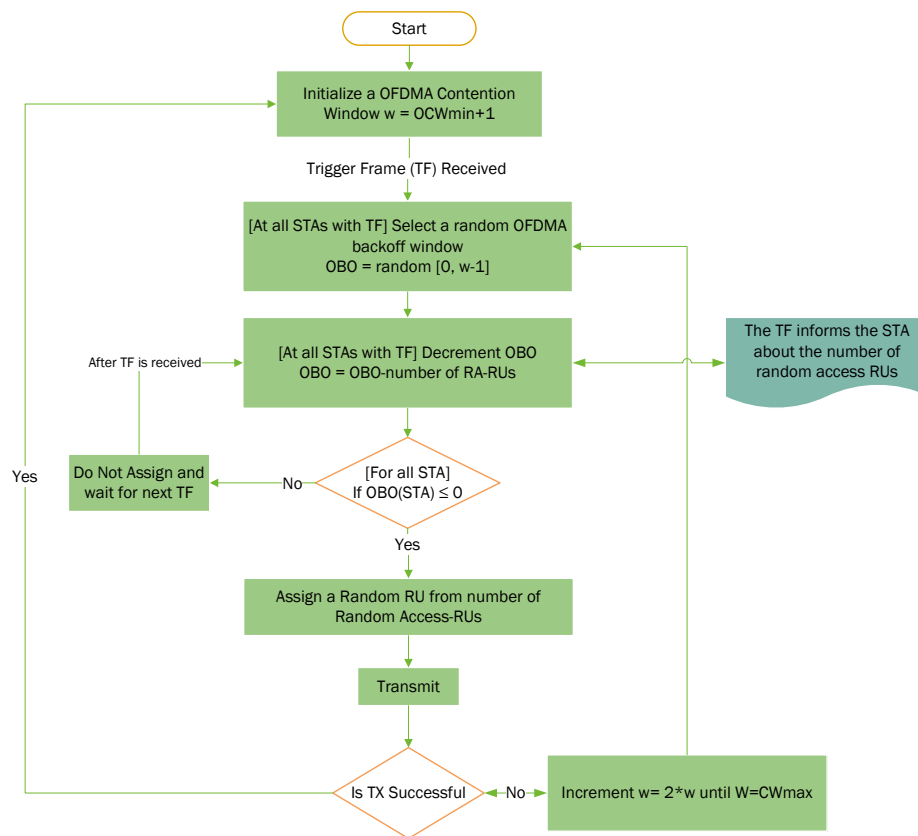 Start
Initialize a OFDMA Contention
Window w = OCWmin+1
Trigger Frame (TF) Received
[At all STAs with TF] Select a random OFDMA
backoff window
OBO = random [0, w-1]
After TF is received
[At all STAs with TF] Decrement OBO
OBO = OBO-number of RA-RUs
The TF informs the STA
about the number of
random access RUs
Yes
Do Not Assign and
wait for next TF
No
[For all STA]
If OBO(STA) ≤ 0
Yes
Assign a Random RU from number of
Random Access-RUs
Transmit
Is TX Successful
No
Increment w= 2*w until W=CWmax